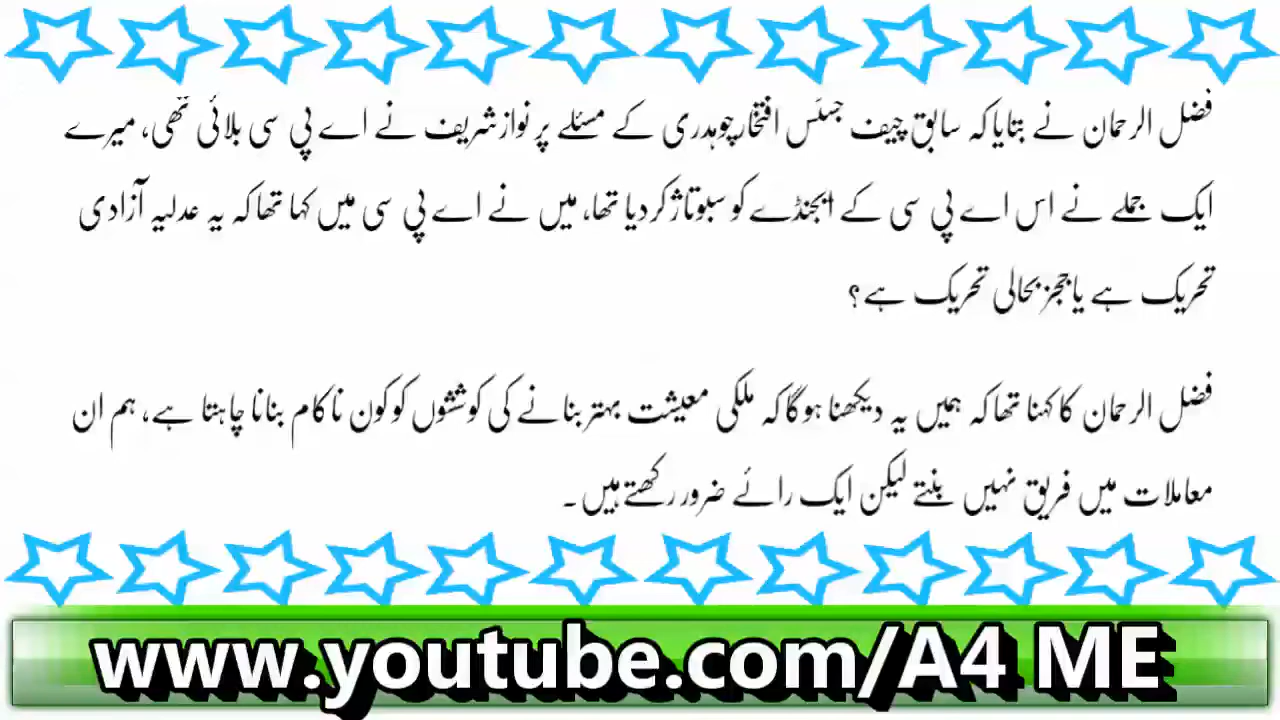 فضل الرحمان نے بتایا کہ سابق چیف جسٹس افتخار چوہدری کے مسئلے پر نواز شریف نے اے پی سی بلائی تھی، میرے
ایک جملے نے اس اے پی سی کے ایجنڈے کو سبوتاژ کردیا تھا، میں نے اے پی سی میں کہا تھا کہ یہ عدلیہ آزادی
تحریک ہے یا ججز بحالی تحریک ہے؟
فضل الرحمان کا کہنا تھا کہ ہمیں یہ دیکھنا ہوگا کہ ملکی معیشت بہتر بنانے کی کوششوں کو کون ناکام بنانا چاہتا ہے، ہم ان
معاملات میں فریق نہیں بنتے لیکن ایک رائے ضرور رکھتے ہیں۔
www.youtube.com/A4 ME